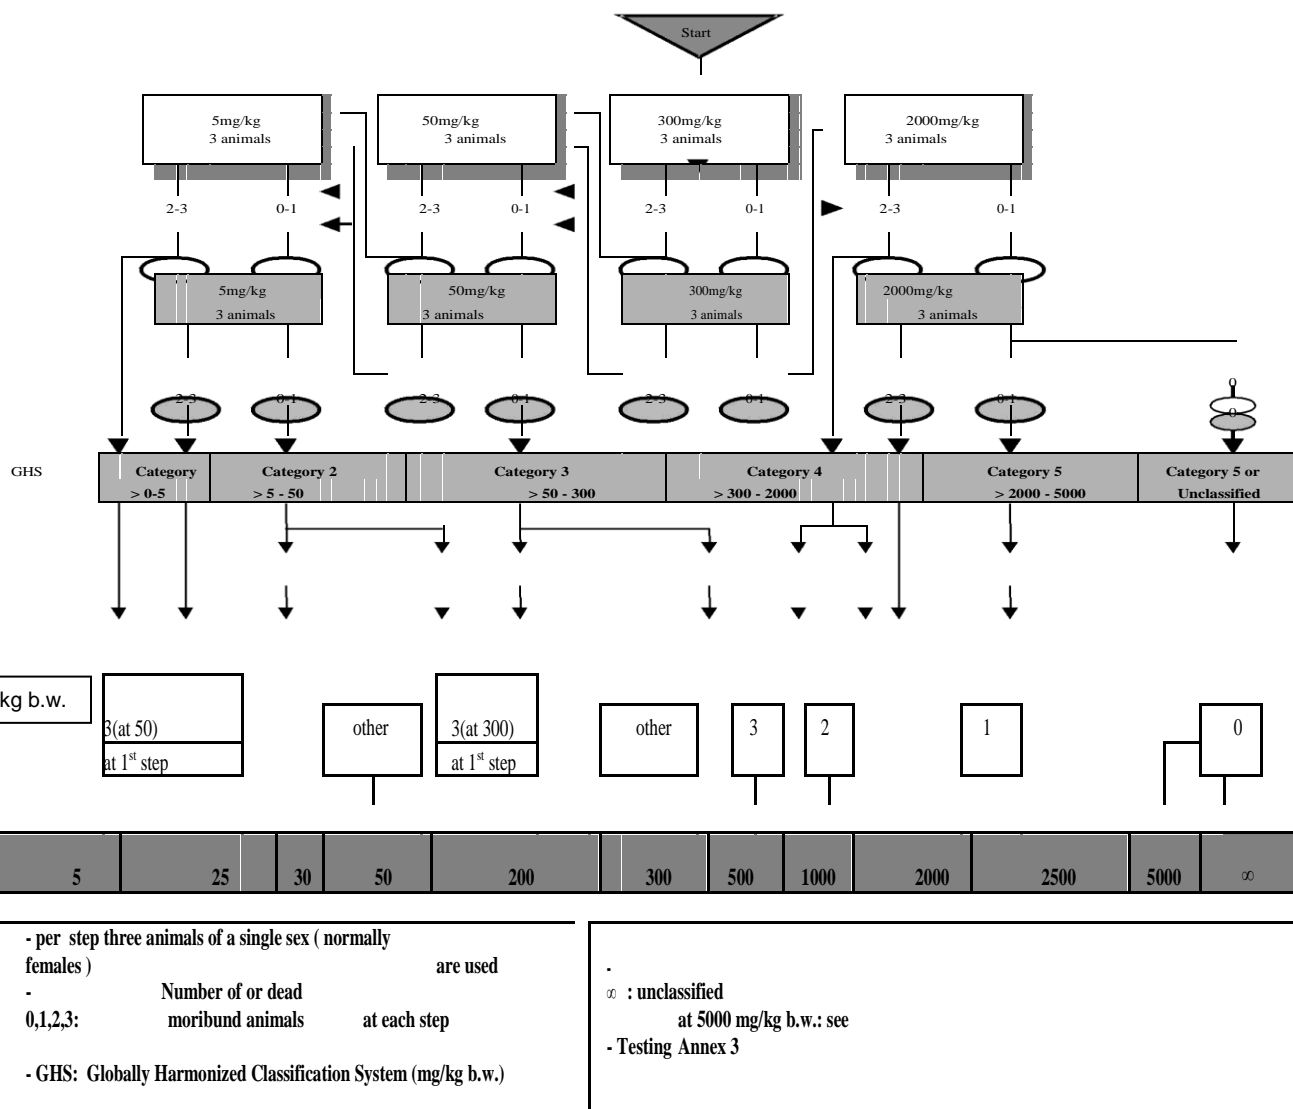 Start
5mg/kg 50mg/kg 300mg/kg 2000mg/kg
3 animals 3 animals 3 animals 3 animals
2-3 0-1 2-3 0-1 2-3 0-1 2-3 0-1
5mg/kg 50mg/kg 300mg/kg 2000mg/kg
3 animals 3 animals 3 animals 3 animals
0
2-3 0-1 2-3 0-1 2-3 0-1 2-3 0-1 0
GHS Category Category 2 Category 3 Category 4 Category 5 Category 5 or
> 0-5 > 5 - 50 > 50 - 300 > 300 - 2000 > 2000 - 5000 Unclassified
kg b.w. 3(at 50) other 3(at 300) other 3 2 1 0
at 1st step at 1st step
5 25 30 50 200 300 500 1000 2000 2500 5000 ∞
- per step three animals of a single sex ( normally
females ) are used
- Number of or dead
0,1,2,3: moribund animals at each step
- GHS: Globally Harmonized Classification System (mg/kg b.w.)
-
∞ : unclassified
at 5000 mg/kg b.w.: see
- Testing Annex 3